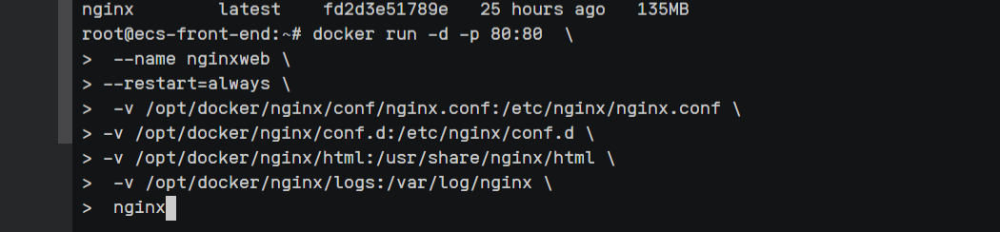 nginx        latest    fd2d3e51789e   25 hours ago   135MB
root@ecs-front-end:~# docker run -d -p 80:80  \
>  --name nginxweb \
> --restart=always \
>  -v /opt/docker/nginx/conf/nginx.conf:/etc/nginx/nginx.conf \
> -v /opt/docker/nginx/conf.d:/etc/nginx/conf.d \
> -v /opt/docker/nginx/html:/usr/share/nginx/html \
>  -v /opt/docker/nginx/logs:/var/log/nginx \
>  nginx